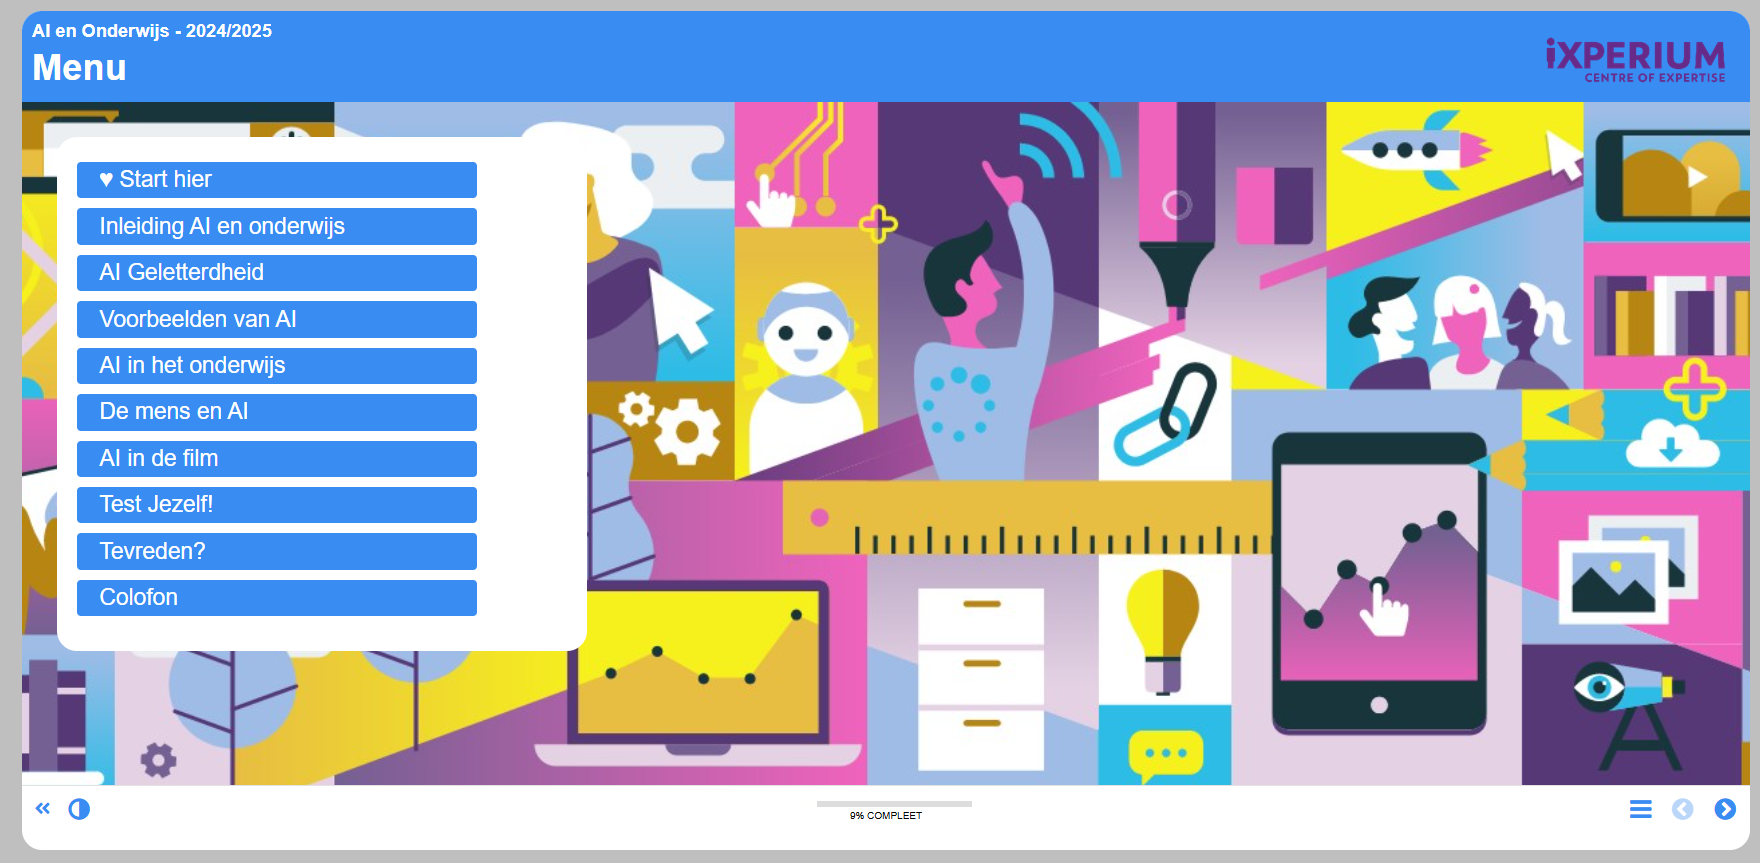 AI en Onderwijs - 2024/2025
Menu
iXPERIUM
CENTRE OF EXPERTISE
♥ Start hier
Inleiding AI en onderwijs
AI Geletterdheid
Voorbeelden van AI
AI in het onderwijs
De mens en AI
AI in de film
Test Jezelf!
Tevreden?
Colofon
9% COMPLEET